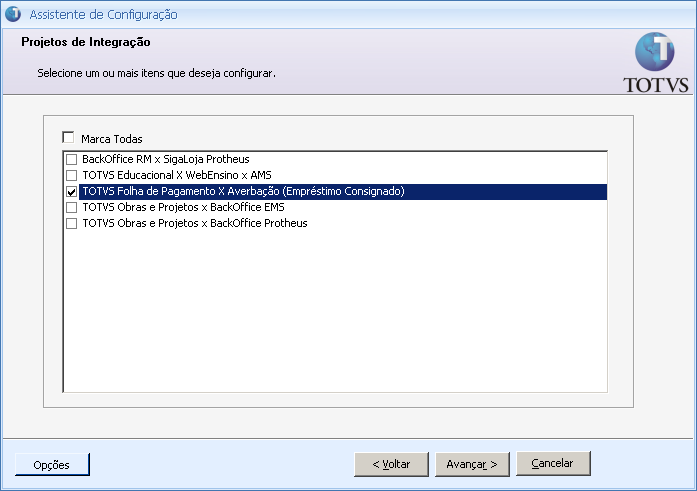 Assistente de Configuração
Projetos de Integração
Selecione um ou mais itens que deseja configurar.
TOTVS
Marca Todas
BackOffice RM x SigaLoja Protheus
TOTVS Educacional X WebEnsino x AMS
TOTVS Folha de Pagamento X Averbação (Empréstimo Consignado)
TOTVS Obras e Projetos x BackOffice EMS
TOTVS Obras e Projetos x BackOffice Protheus
Opções
< Voltar
Avançar >
Cancelar